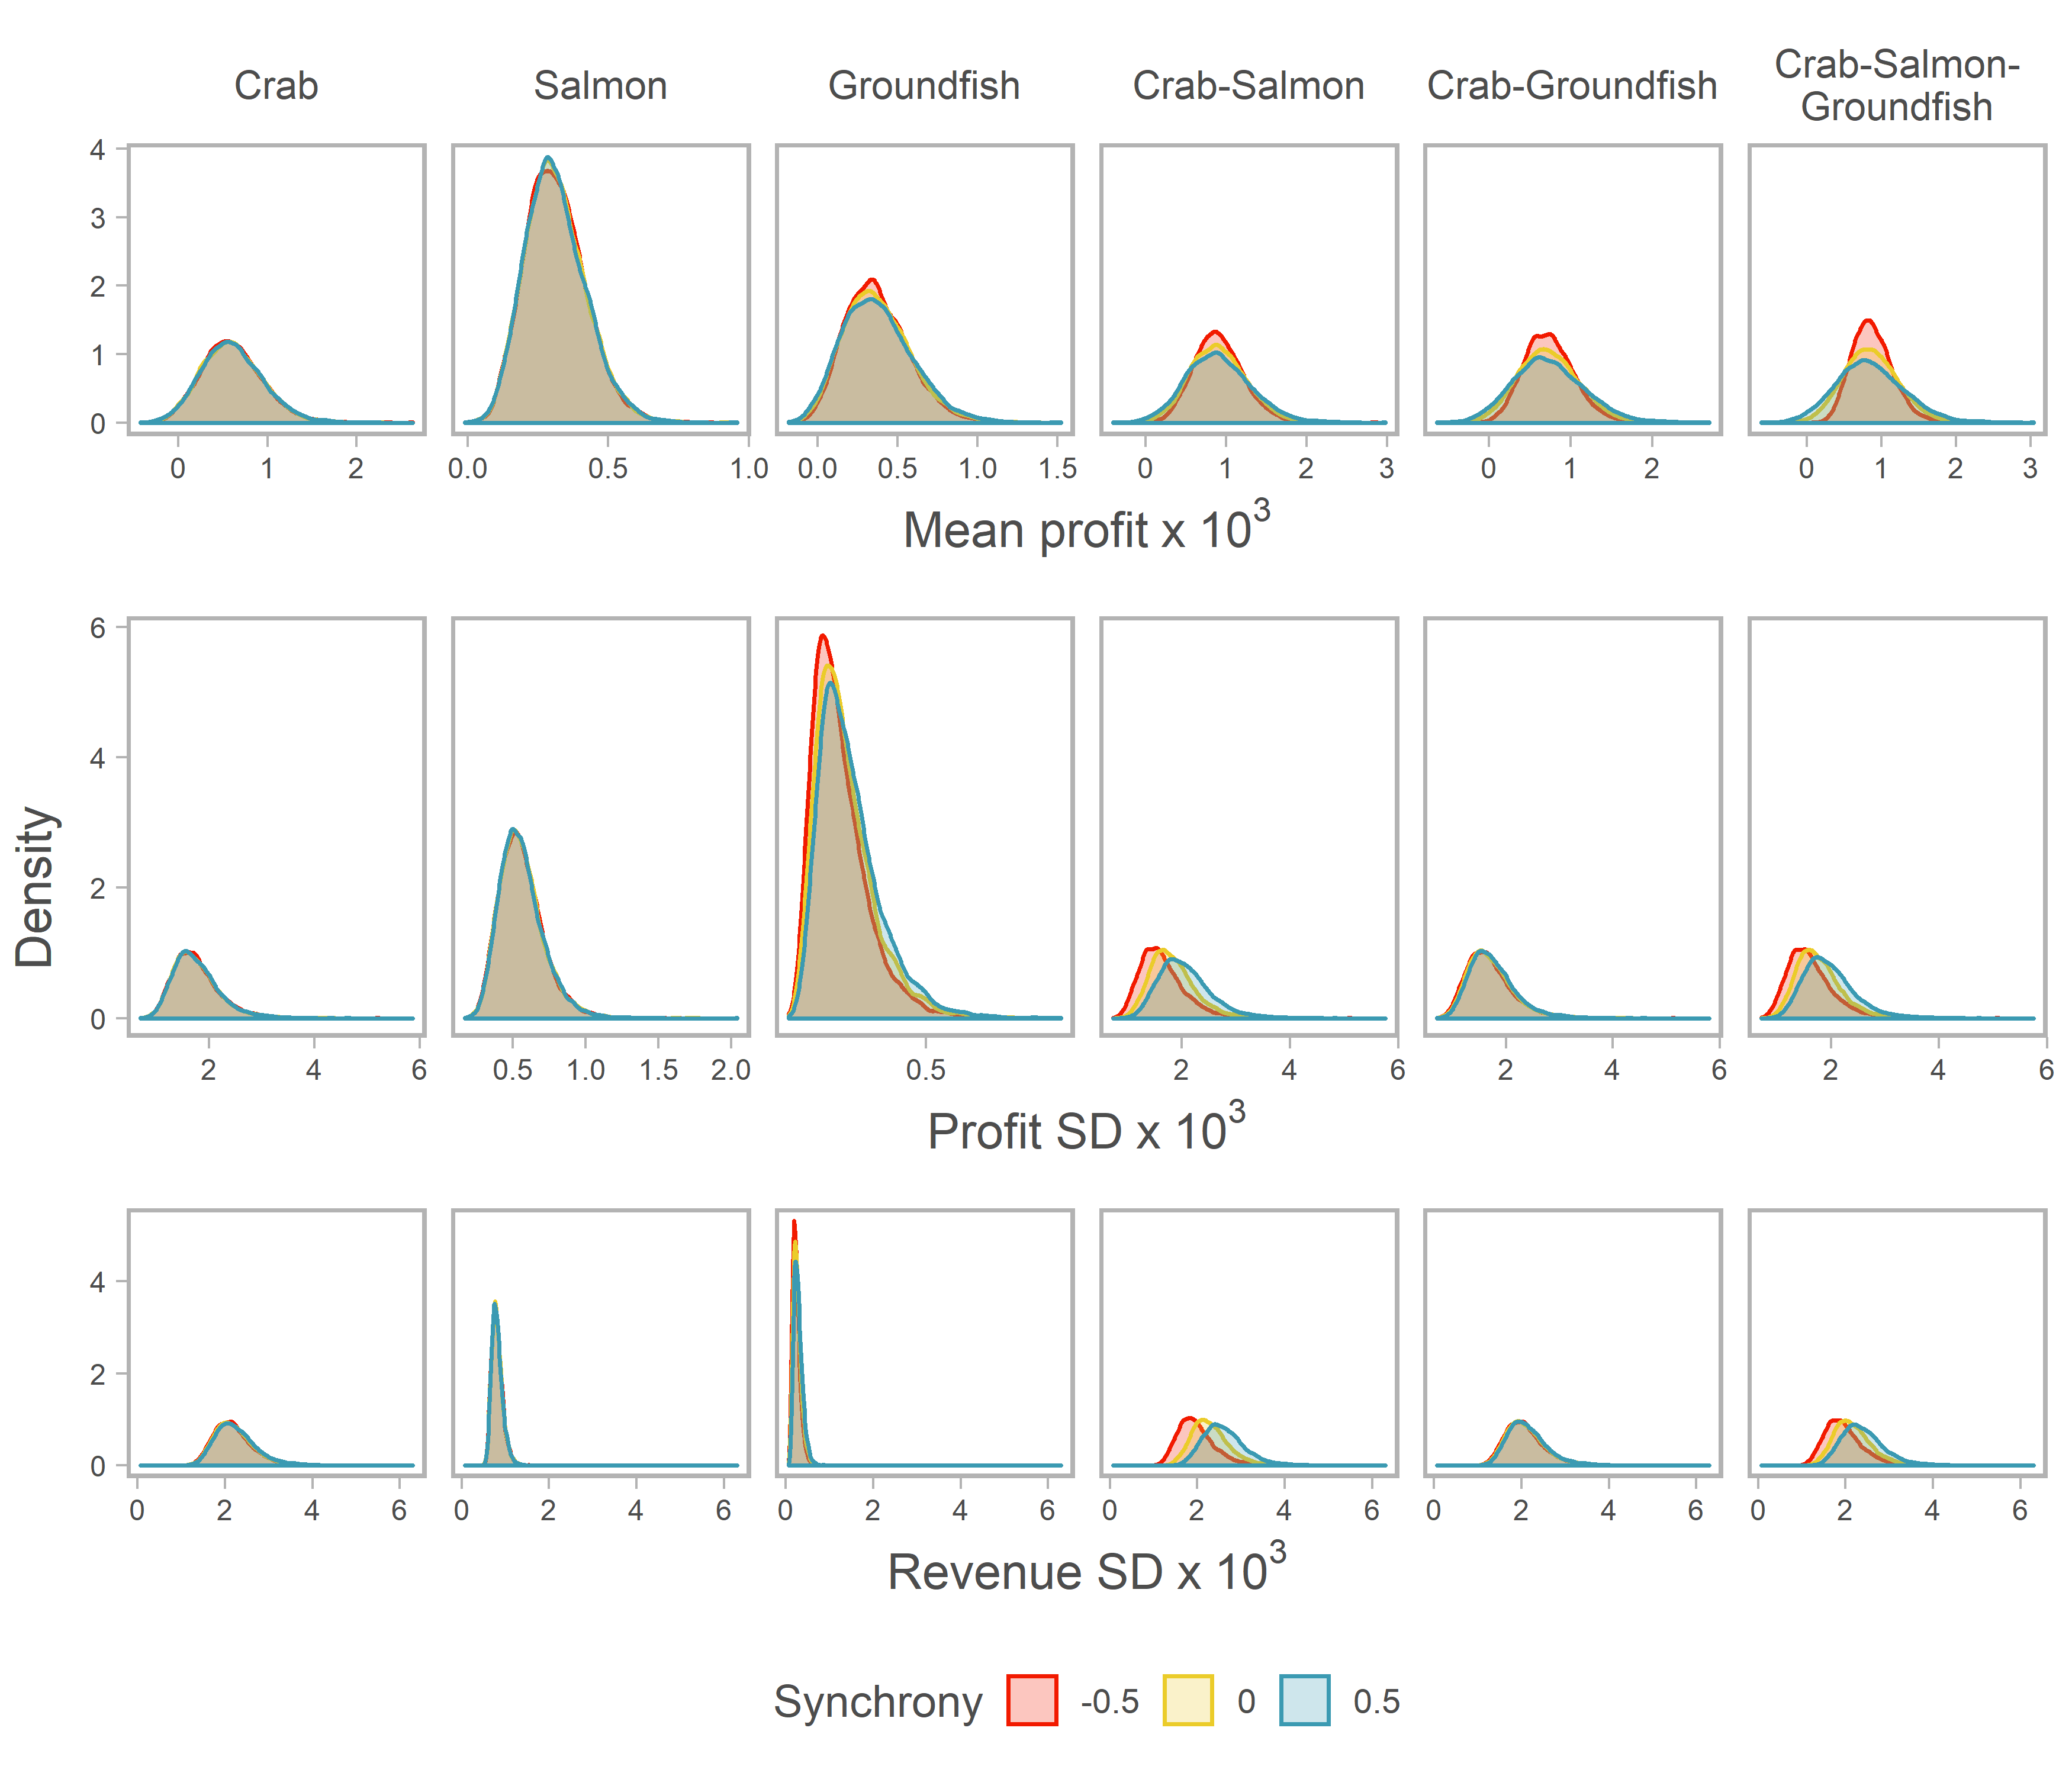 Crab Salmon Groundfish Crab-Salmon Crab-Groundfish Crab-Salmon-
Groundfish
4
3
2
1
0
0 1 2 0.0 0.5 1.0 0.0 0.5 1.0 1.5 0 1 2 3 0 1 2 0 1 2 3
Mean profit x 10³
Density
6
4
2
0
2 4 6 0.5 1.0 1.5 2.0 0.5 2 4 6 2 4 6 2 4 6
Profit SD x 10³
4
2
0
0 2 4 6 0 2 4 6 0 2 4 6 0 2 4 6 0 2 4 6 0 2 4 6
Revenue SD x 10³
Synchrony -0.5 0 0.5